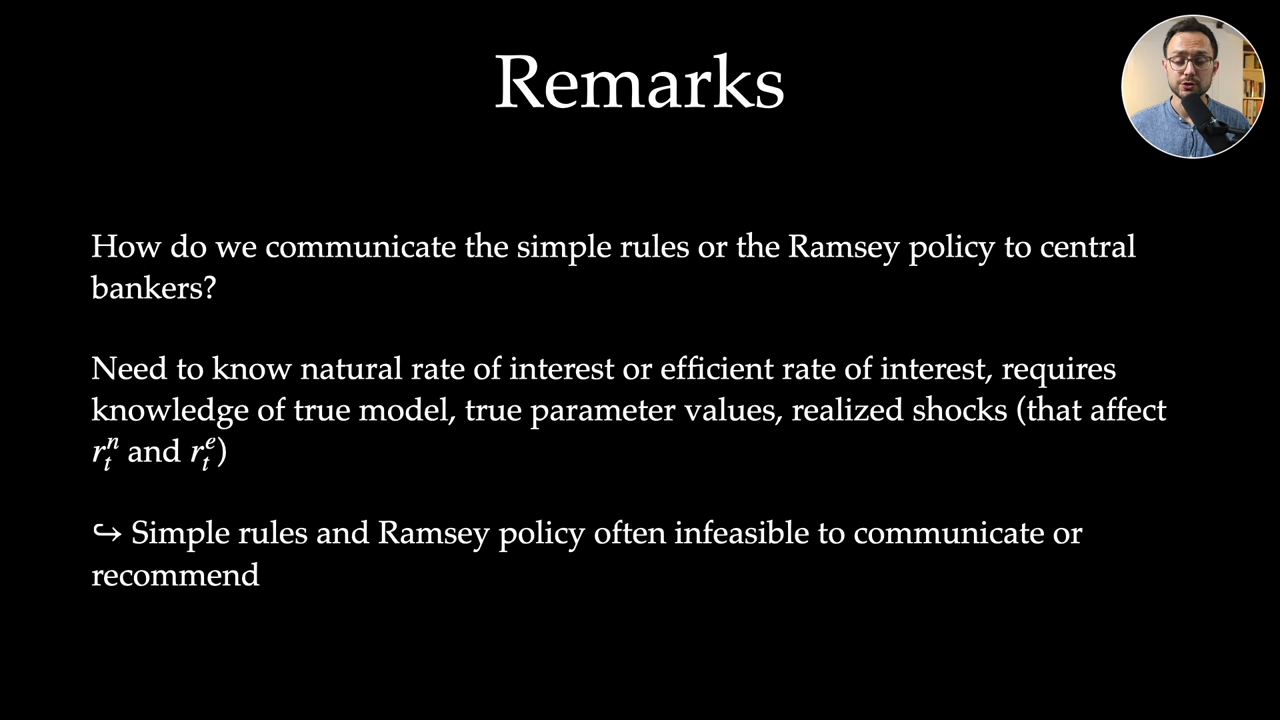 Remarks
How do we communicate the simple rules or the Ramsey policy to central
bankers?
Need to know natural rate of interest or efficient rate of interest, requires
knowledge of true model, true parameter values, realized shocks (that affect
$r_t^n$ and $r_t^e$)
↪ Simple rules and Ramsey policy often infeasible to communicate or
recommend